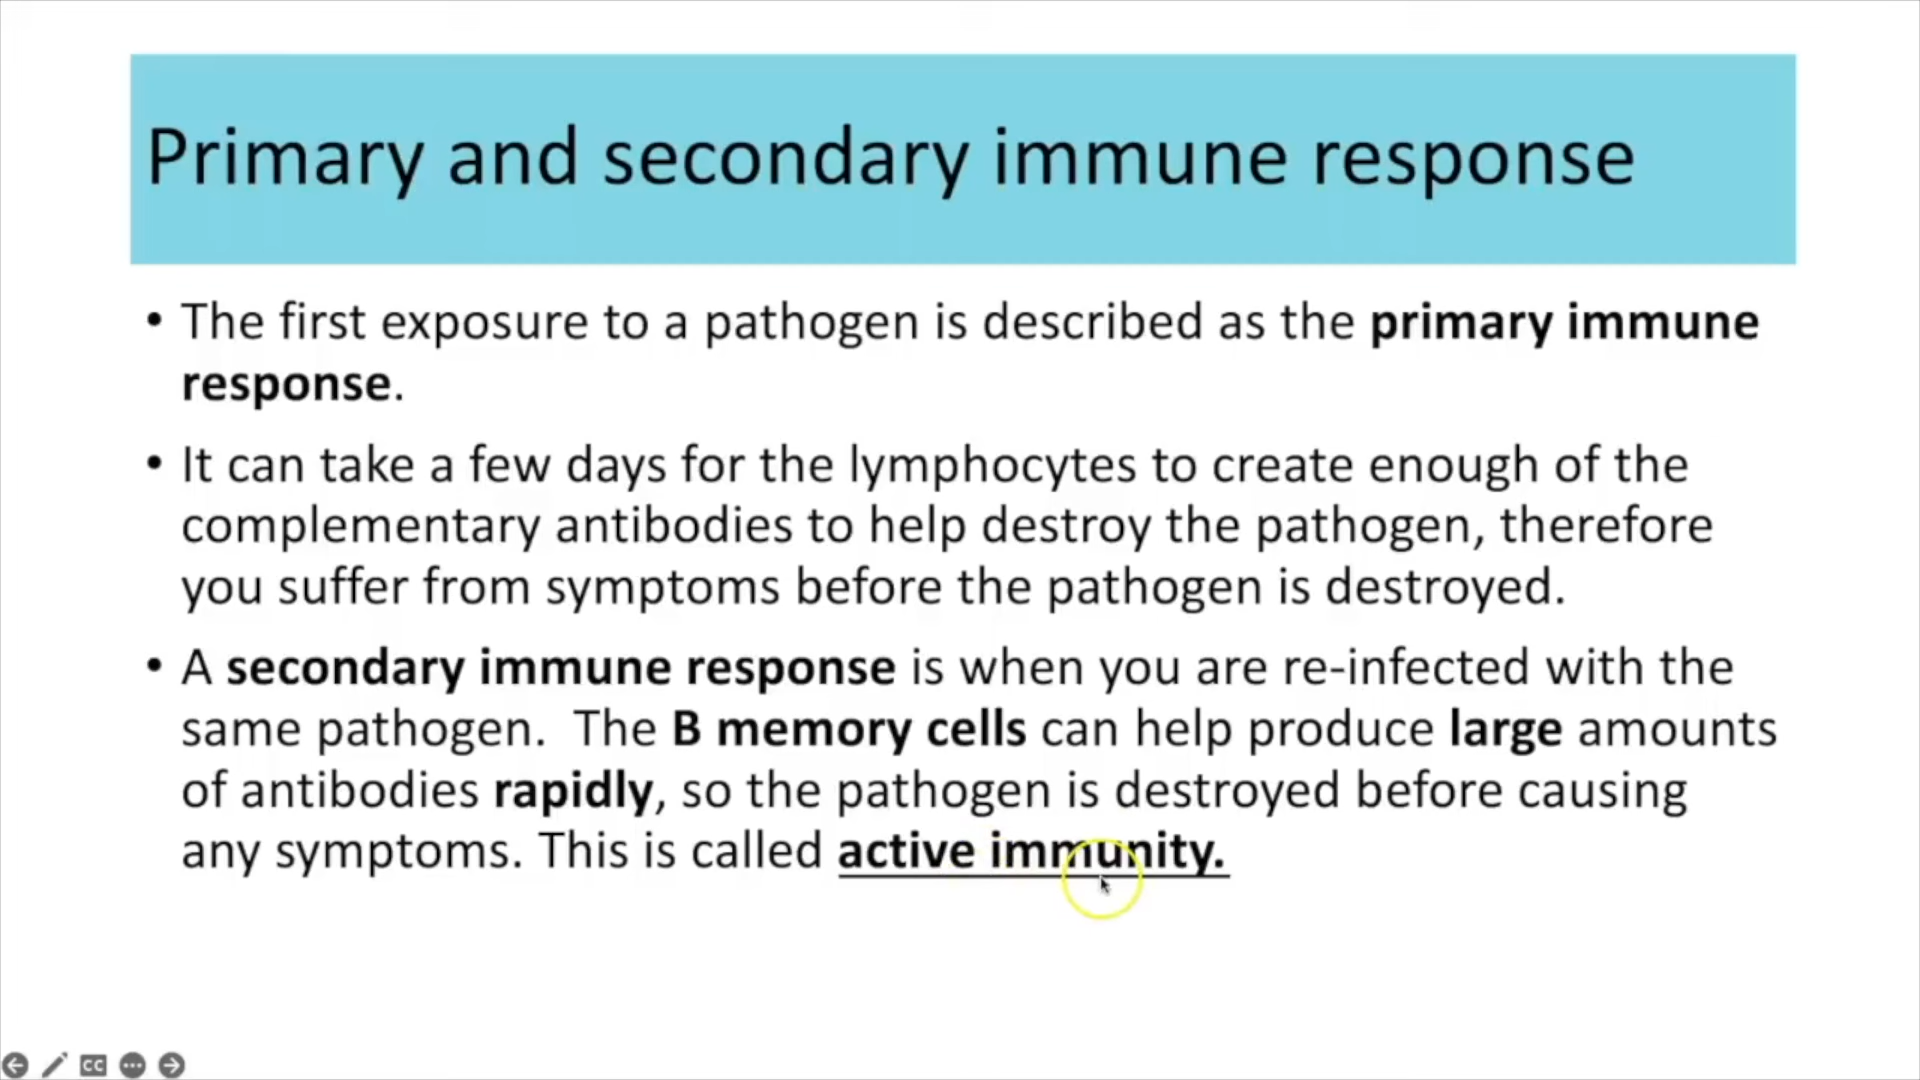 Primary and secondary immune response
• The first exposure to a pathogen is described as the primary immune
response.
• It can take a few days for the lymphocytes to create enough of the
complementary antibodies to help destroy the pathogen, therefore
you suffer from symptoms before the pathogen is destroyed.
• A secondary immune response is when you are re-infected with the
same pathogen.  The B memory cells can help produce large amounts
of antibodies rapidly, so the pathogen is destroyed before causing
any symptoms. This is called active immunity.
CC